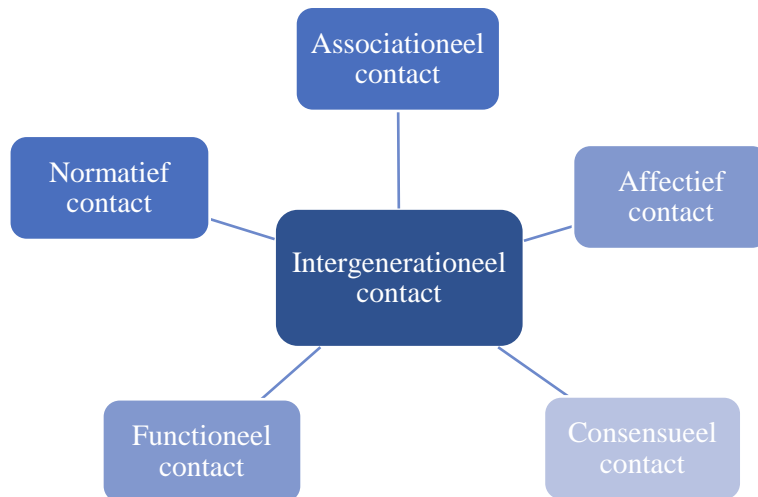 Associationeel
contact
Normatief
contact
Affectief
contact
Intergenerationeel
contact
Functioneel
contact
Consensueel
contact